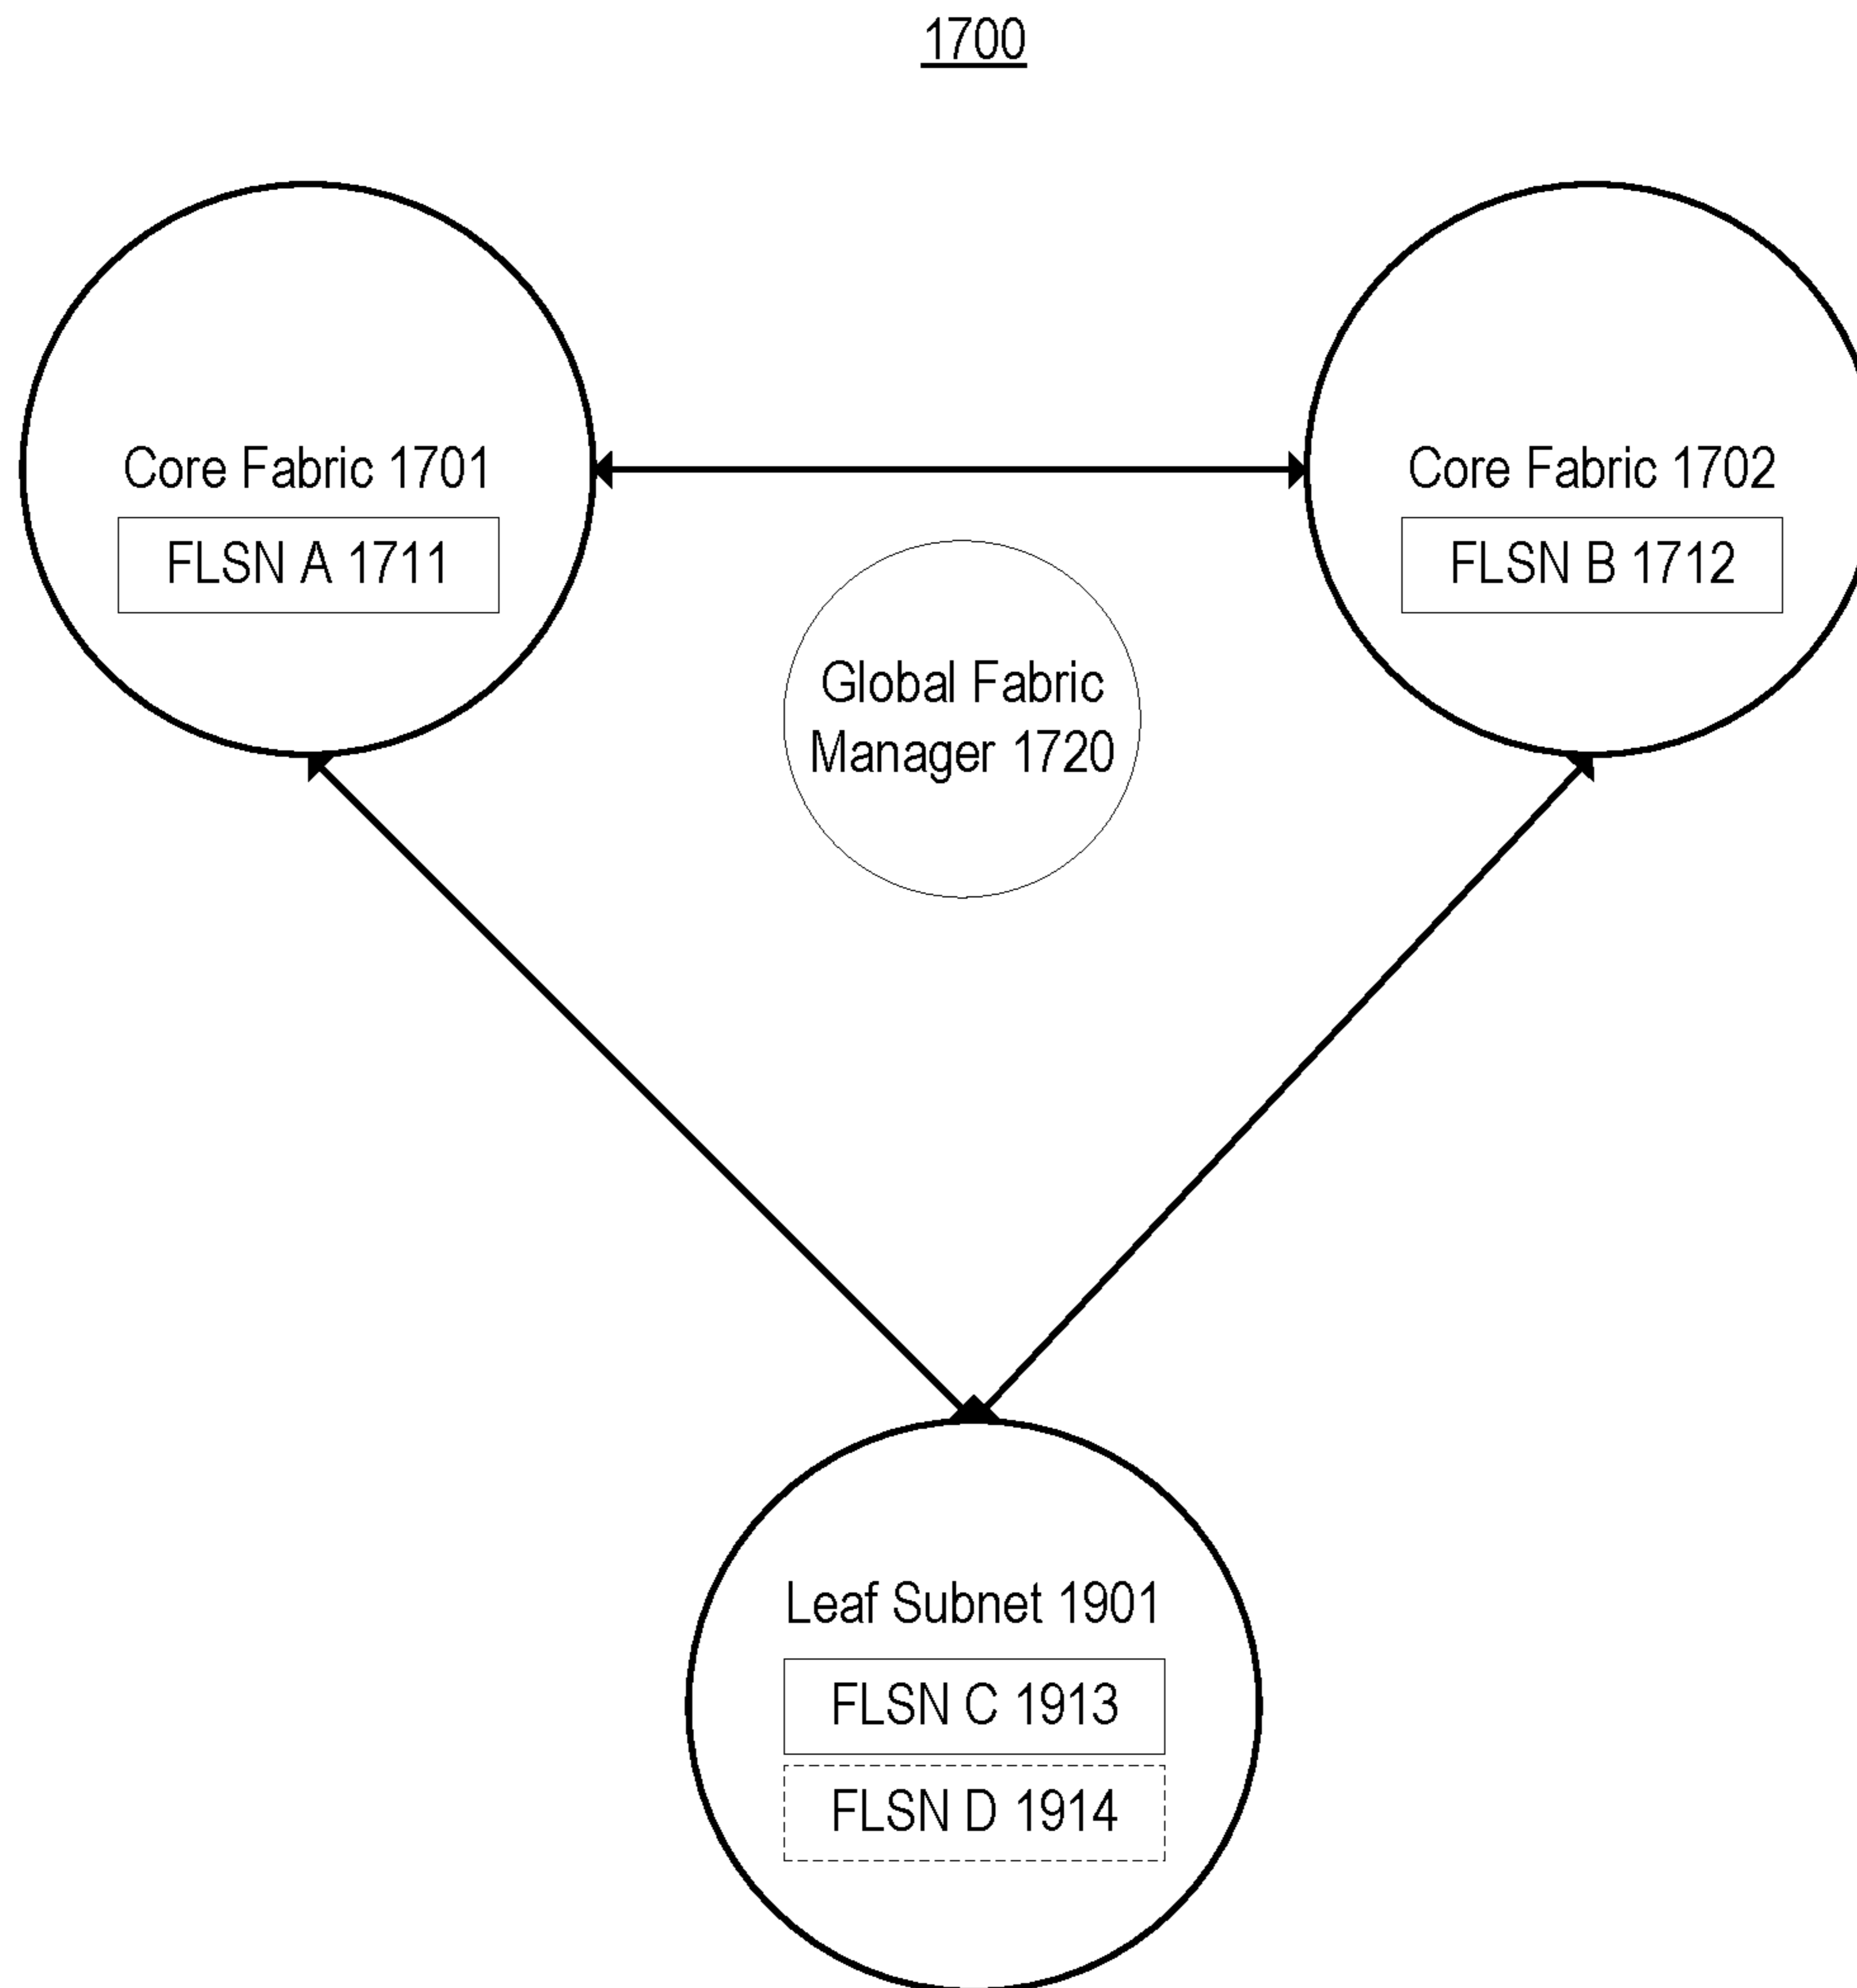 1700
Core Fabric 1701
FLSN A 1711
Core Fabric 1702
FLSN B 1712
Global Fabric
Manager 1720
Leaf Subnet 1901
FLSN C 1913
FLSN D 1914